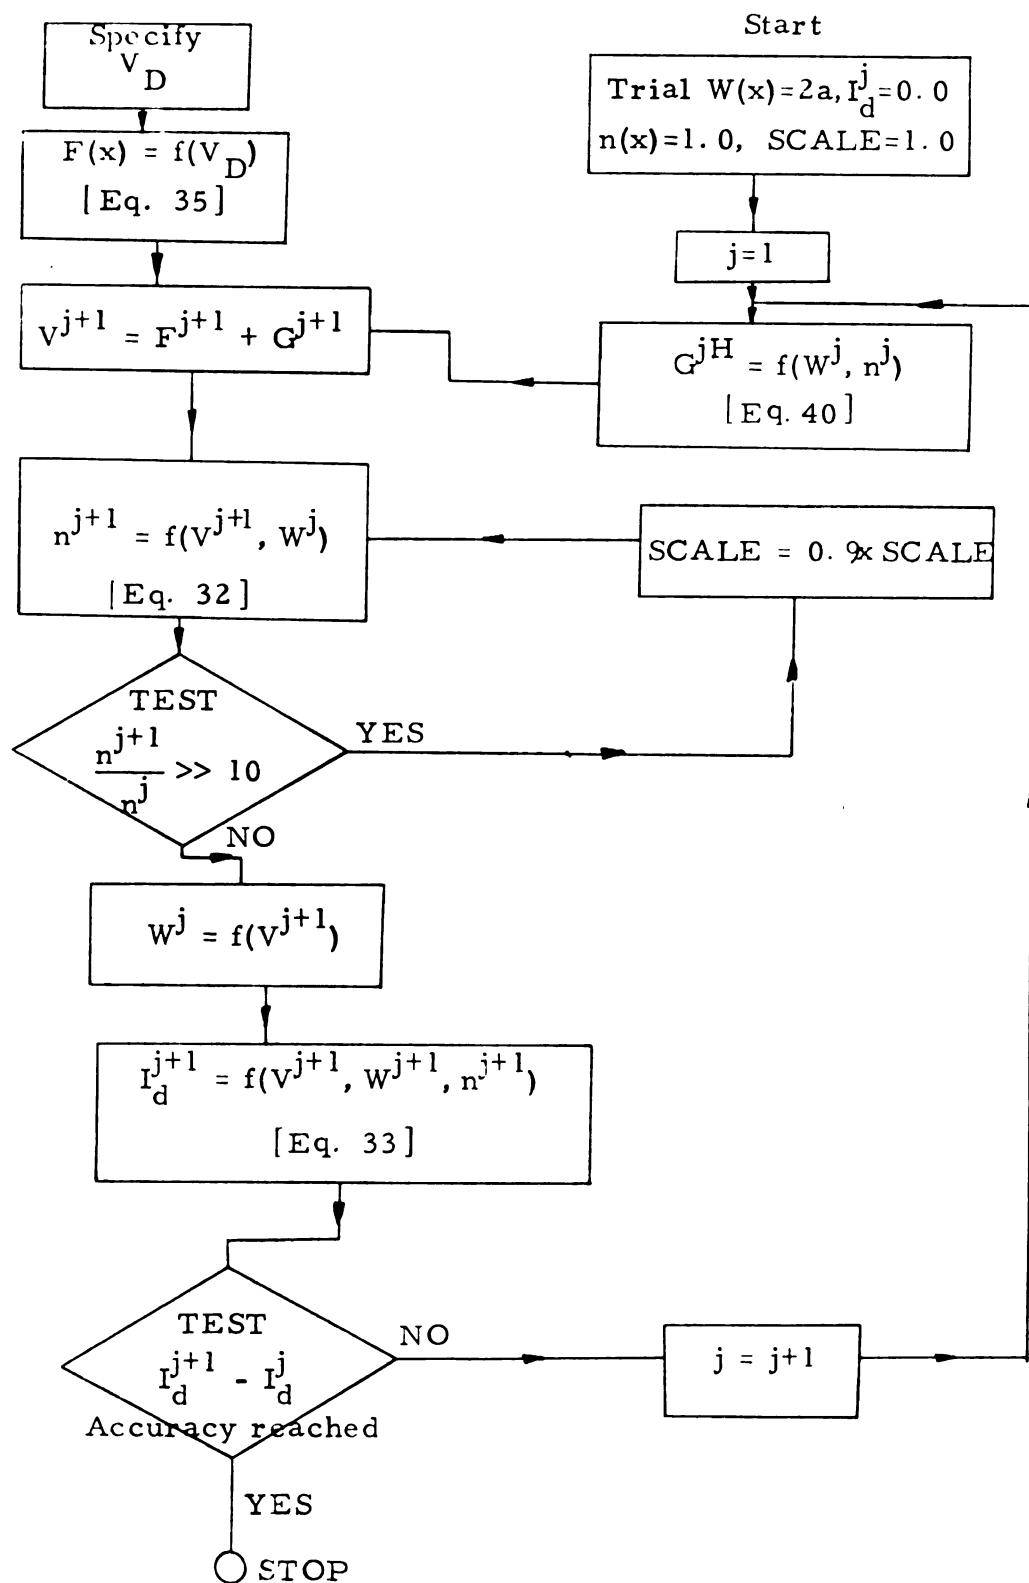 Specify
V_D
F(x) = f(V_D)
[Eq. 35]
V^{j+1} = F^{j+1} + G^{j+1}
Start
Trial W(x)=2a, I_d^j=0.0
n(x)=1.0, SCALE=1.0
j=1
G^{jH} = f(W^j, n^j)
[Eq. 40]
n^{j+1} = f(V^{j+1}, W^j)
[Eq. 32]
SCALE = 0.9x SCALE
TEST
n^{j+1}
/ n^j >> 10
YES
NO
W^j = f(V^{j+1})
I_d^{j+1} = f(V^{j+1}, W^{j+1}, n^{j+1})
[Eq. 33]
TEST
I_d^{j+1} - I_d^j
Accuracy reached
NO
j = j+1
YES
STOP